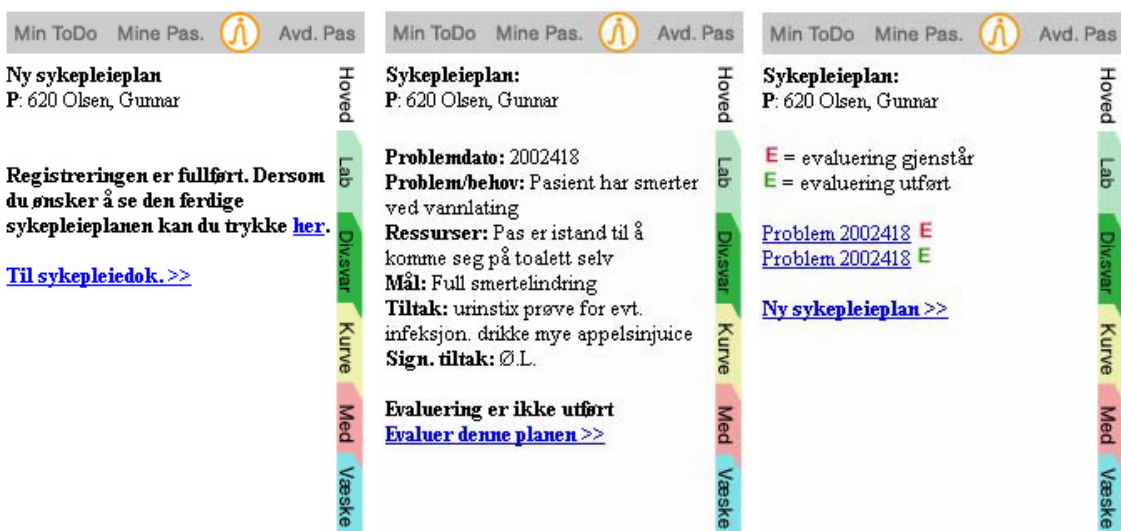 Min ToDo Mine Pas. Avd. Pas
Ny sykepleieplan
P: 620 Olsen, Gunnar
Registreringen er fullført. Dersom
du ønsker å se den ferdige
sykepleieplanen kan du trykke her.
Til sykepleiedok. >>
Hoved
Lab
Div.svar
Kurve
Med
Væske
Min ToDo Mine Pas. Avd. Pas
Sykepleieplan:
P: 620 Olsen, Gunnar
Problemdato: 2002418
Problem/behov: Pasient har smerter
ved vannlating
Ressurser: Pas er istand til å
komme seg på toalett selv
Mål: Full smertelindring
Tiltak: urinstix prøve for evt.
infeksjon. drikke mye appelsinjuice
Sign. tiltak: Ø.L.
Evaluering er ikke utført
Evaluer denne planen >>
Hoved
Lab
Div.svar
Kurve
Med
Væske
Min ToDo Mine Pas. Avd. Pas
Sykepleieplan:
P: 620 Olsen, Gunnar
E = evaluering gjenstår
E = evaluering utført
Problem 2002418 E
Problem 2002418 E
Ny sykepleieplan >>
Hoved
Lab
Div.svar
Kurve
Med
Væske